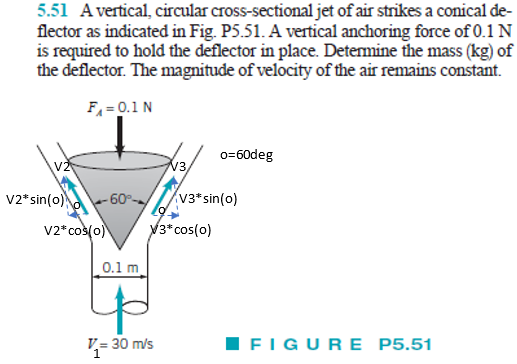 5.51 A vertical, circular cross-sectional jet of air strikes a conical de-
flector as indicated in Fig. P5.51. A vertical anchoring force of 0.1 N
is required to hold the deflector in place. Determine the mass (kg) of
the deflector. The magnitude of velocity of the air remains constant.
F_A = 0.1 N
o=60deg
V2 V3
V2*sin(o) o 60° o V3*sin(o)
V2*cos(o) V3*cos(o)
0.1 m
V = 30 m/s
1
FIGURE P5.51